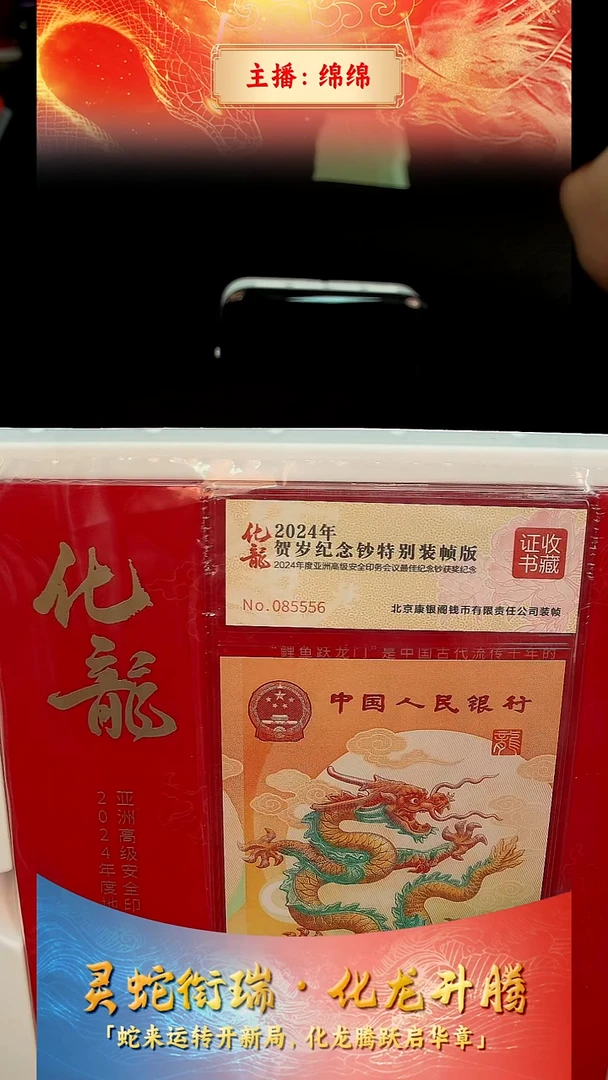 主播：绵绵
化龙
2024年
贺岁纪念钞特别装帧版
2024年度亚洲高级安全印务会议最佳纪念钞获奖纪念
收藏证书
No.085556
北京康银阁钱币有限责任公司装帧
化龍
亚洲高级安全印
2024年度地
"鲤鱼跃龙门"是中国古代流传千年的
中国人民银行
龍
灵蛇衔瑞·化龙升腾
「蛇来运转开新局，化龙腾跃启华章」